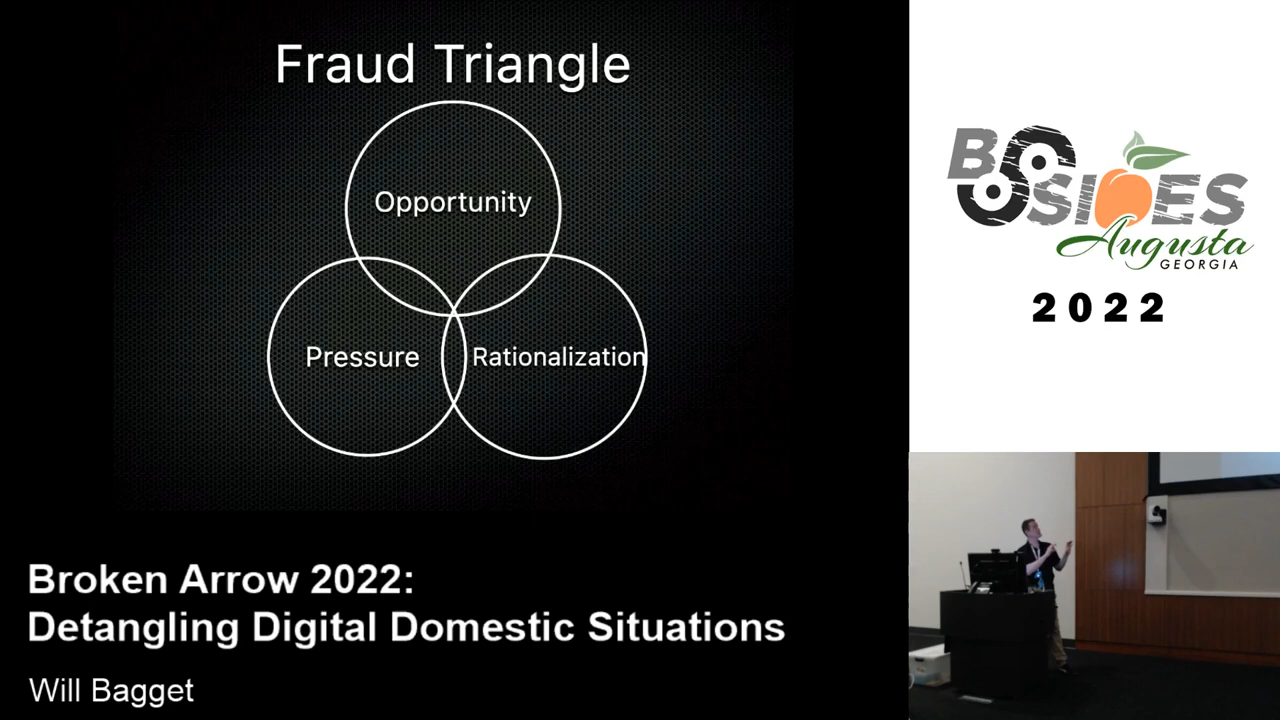 Fraud Triangle
Opportunity
Pressure
Rationalization
BSIDES
Augusta
GEORGIA
2022
Broken Arrow 2022:
Detangling Digital Domestic Situations
Will Bagget